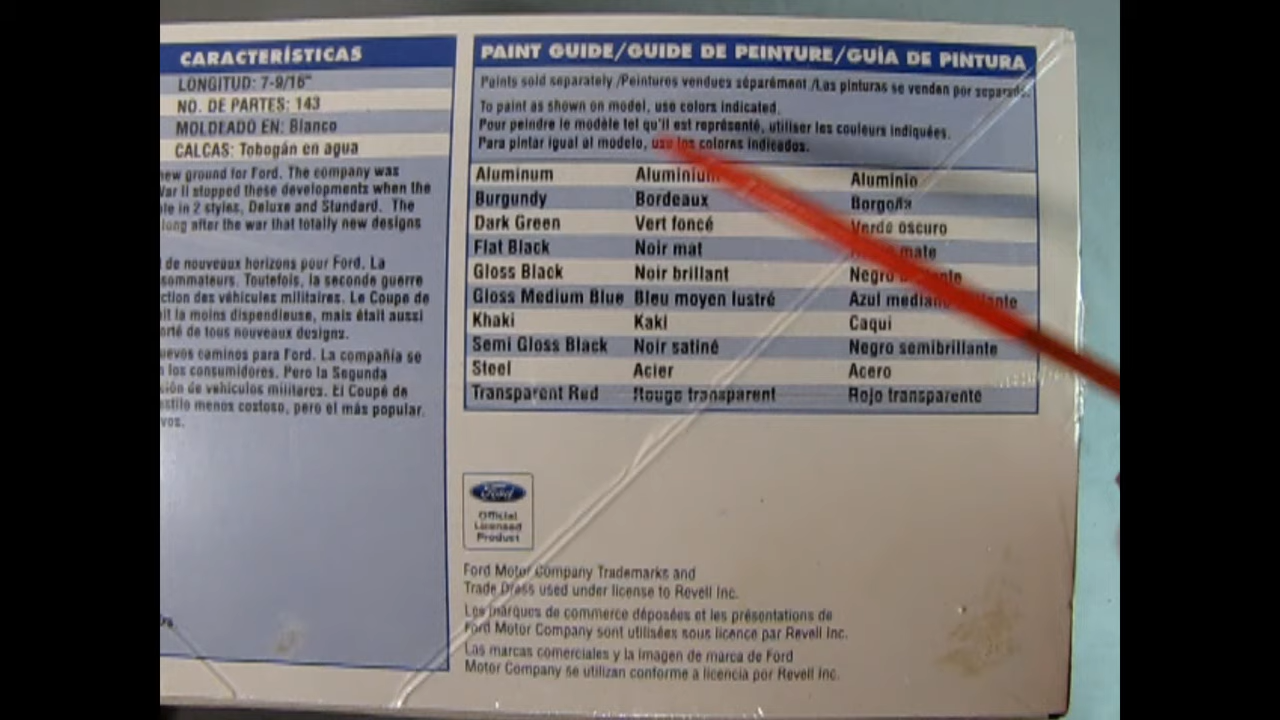 CARACTERÍSTICAS
LONGITUD: 7-9/16"
NO. DE PARTES: 143
MOLDEADO EN: Blanco
CALCAS: Tobogán en agua
new ground for Ford. The company was
War II stopped these developments when the
in 2 styles, Deluxe and Standard. The
long after the war that totally new designs
de nouveaux horizons pour Ford. La
sommateurs. Toutefois, la seconde guerre
ction des véhicules militaires. Le Coupe de
it la moins dispendieuse, mais était aussi
orté de tous nouveaux designs.
uevos caminos para Ford. La compañía se
los consumidores. Pero la Segunda
ión de vehiculos militares. El Coupé de
stilo menos costoso, pero el más popular.
vos.
PAINT GUIDE/GUIDE DE PEINTURE/GUÍA DE PINTURA
Paints sold separately /Peintures vendues séparément /Las pinturas se venden por separado.
To paint as shown on model, use colors indicated.
Pour peindre le modèle tel qu'il est représenté, utiliser les couleurs indiquées.
Para pintar igual al modelo, use los colores indicados.
Aluminum Aluminium Aluminio
Burgundy Bordeaux Borgoña
Dark Green Vert foncé Verde oscuro
Flat Black Noir mat mate
Gloss Black Noir brillant Negro
Gloss Medium Blue Bleu moyen lustré Azul
Khaki Kaki Caqui
Semi Gloss Black Noir satiné Negro semibrillante
Steel Acier Acero
Transparent Red Rouge transparent Rojo transparente
Ford
Official
Licensed
Product
Ford Motor Company Trademarks and
Trade Dress used under license to Revell Inc.
Les marques de commerce déposées et les présentations de
Ford Motor Company sont utilisées sous licence par Revell Inc.
Las marcas comerciales y la imagen de marca de Ford
Motor Company se utilizan conforme a licencia por Revell Inc.